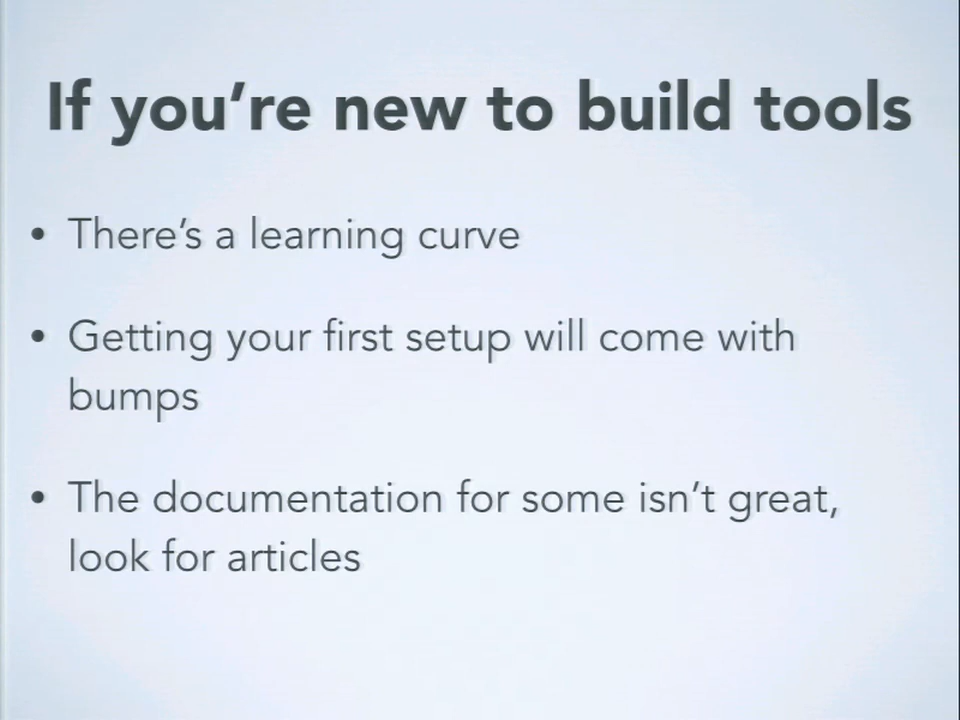 If you’re new to build tools
• There’s a learning curve
• Getting your first setup will come with
bumps
• The documentation for some isn’t great,
look for articles